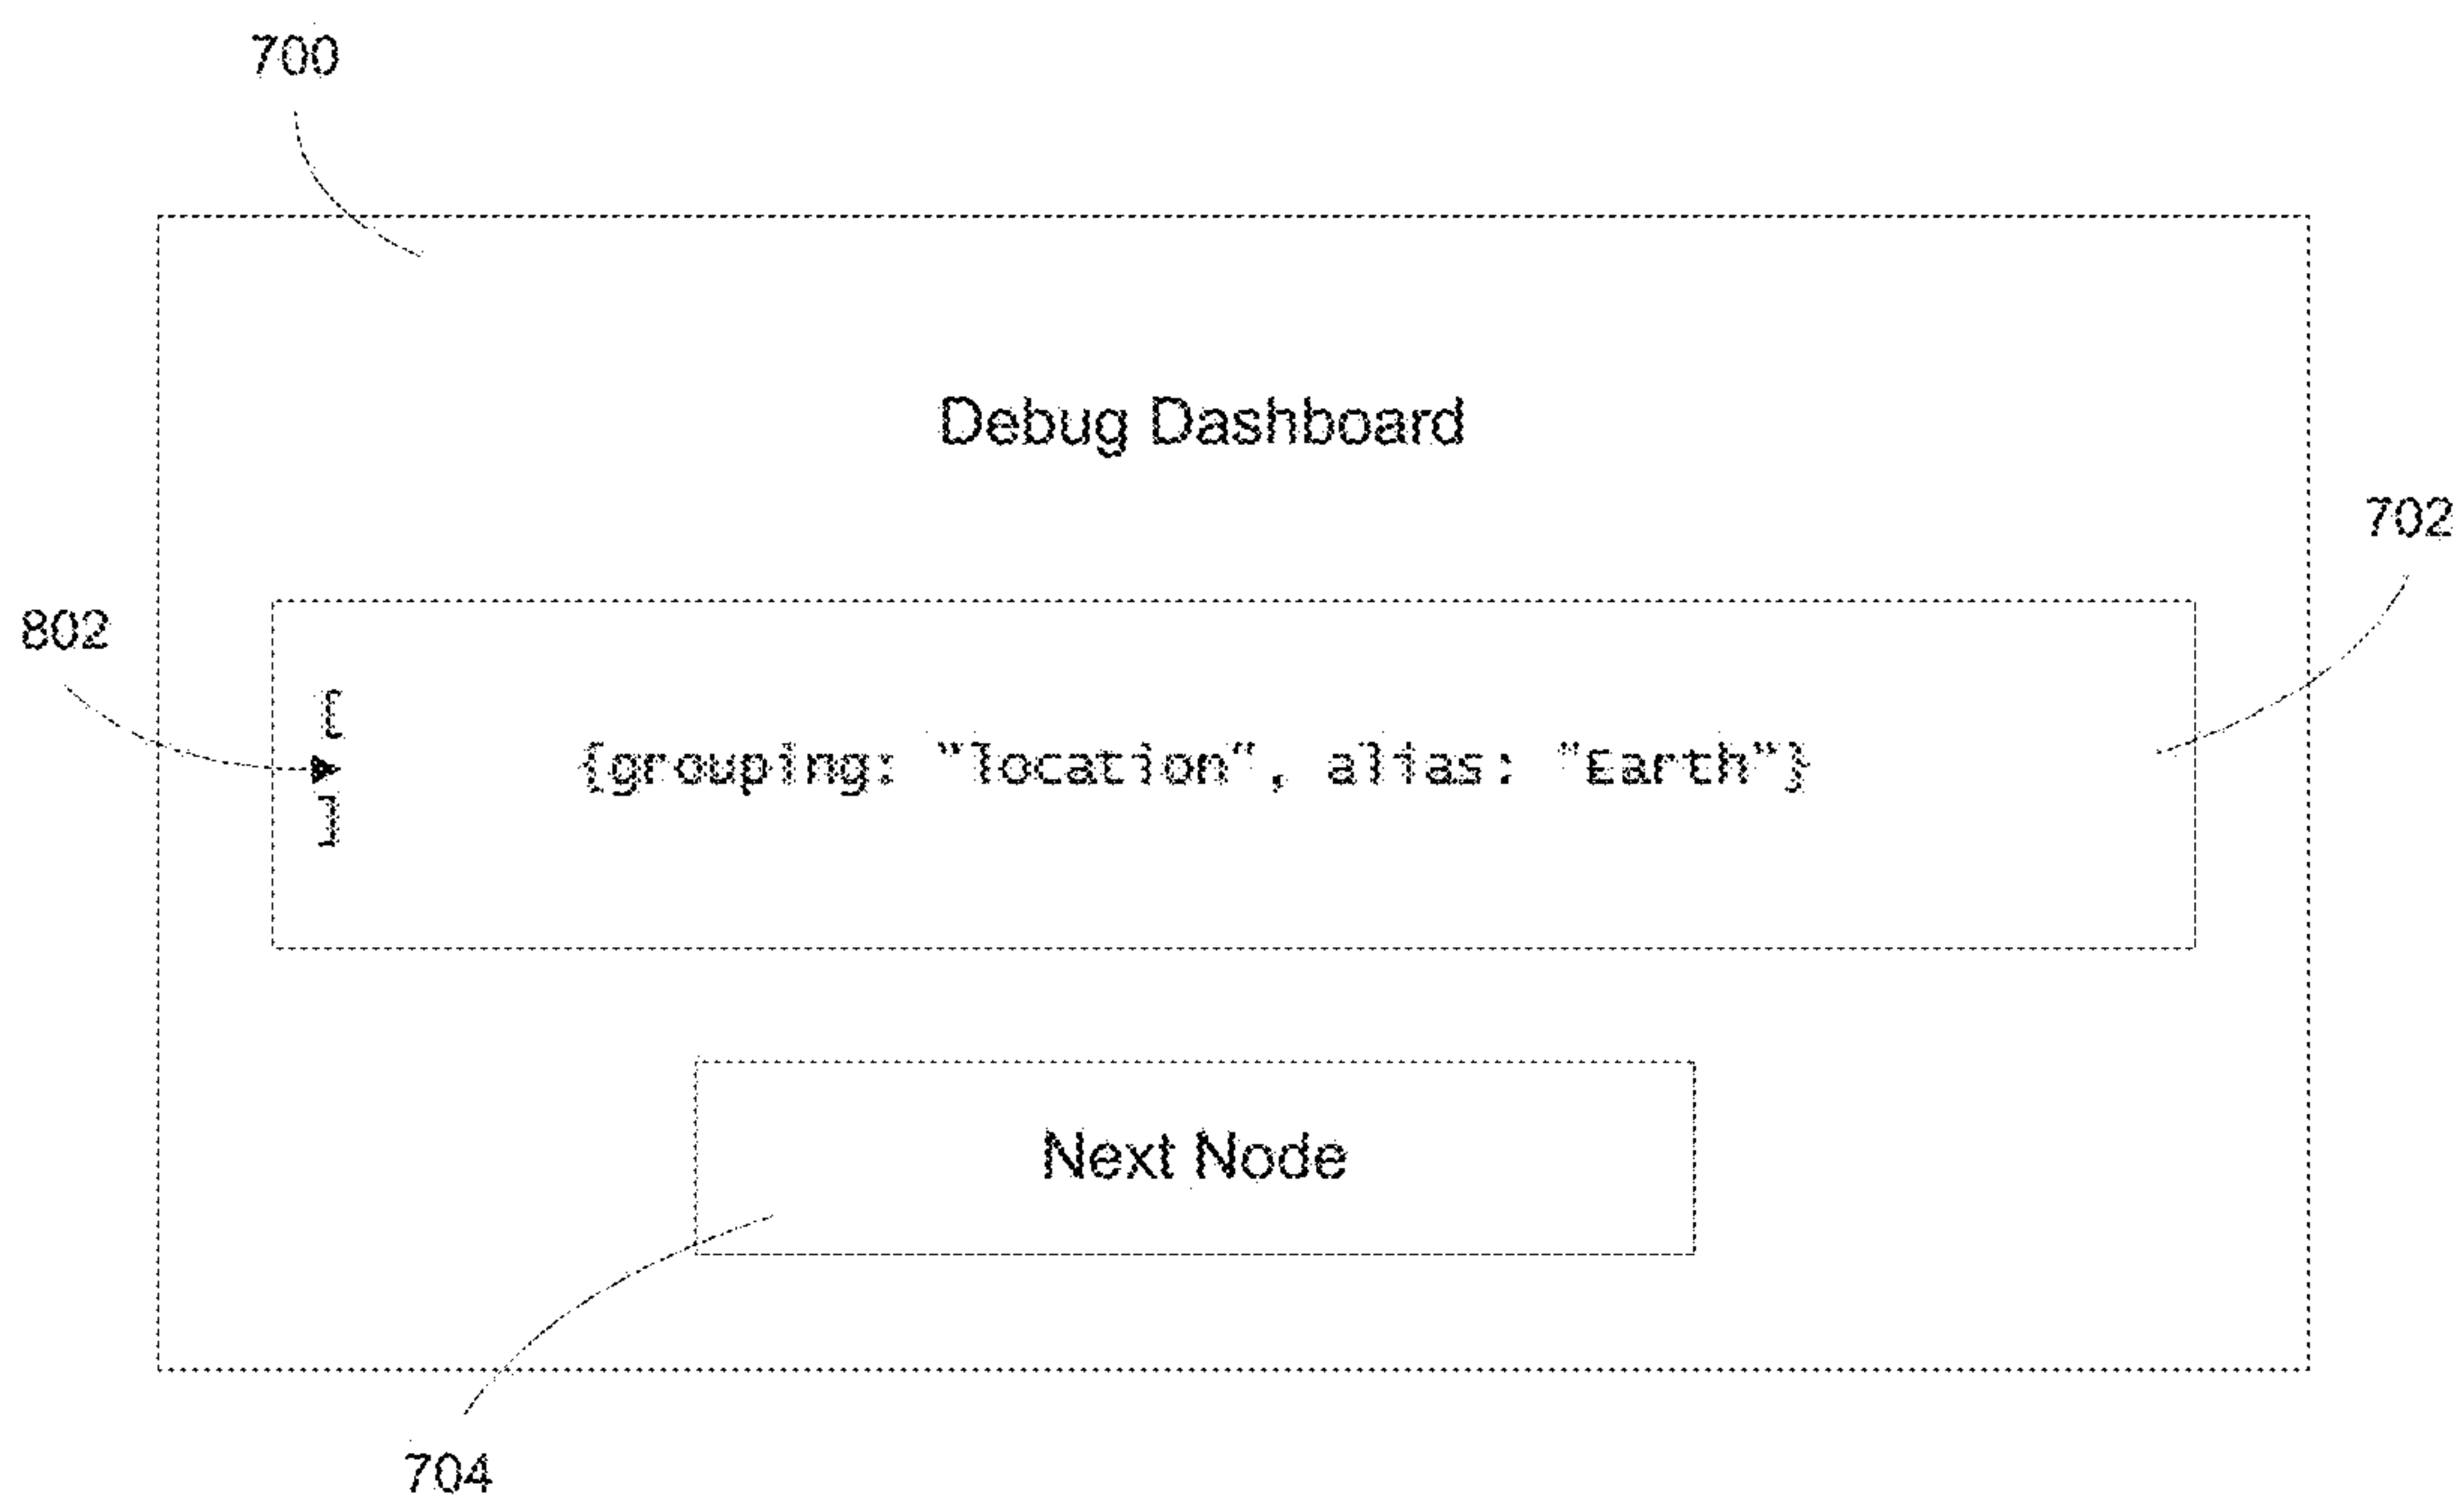 700
Debug Dashboard
702
802
[
{grouping: "location", alias: "Earth"}
]
Next Node
704